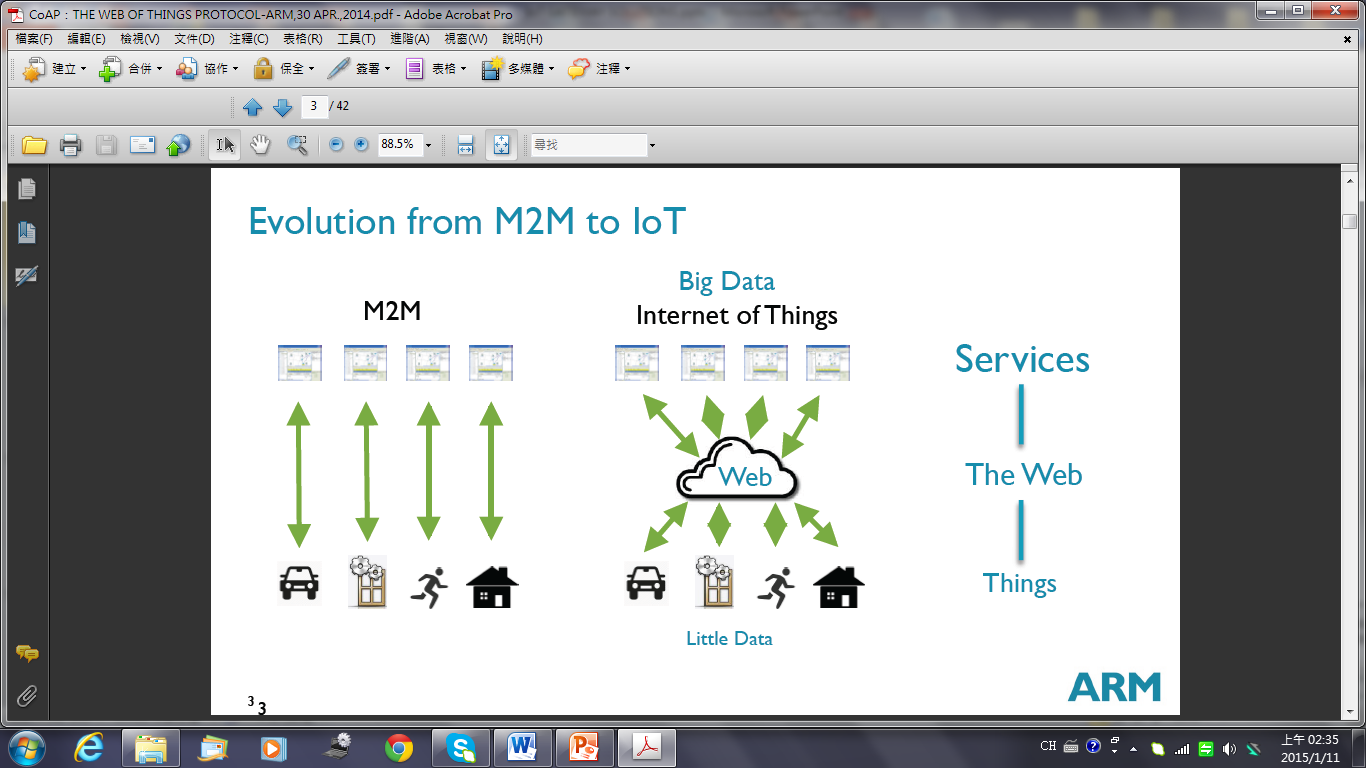 CoAP：THE WEB OF THINGS PROTOCOL-ARM,30 APR.,2014.pdf - Adobe Acrobat Pro
檔案(F) 編輯(E) 檢視(V) 文件(D) 注釋(C) 表格(R) 工具(T) 進階(A) 視窗(W) 說明(H)
建立 合併 協作 保全 簽署 表格 多媒體 注釋
3 / 42
88.5% 尋找
Evolution from M2M to IoT
Big Data
M2M
Internet of Things
Services
Web
The Web
Things
Little Data
ARM
3 3
CH
上午 02:35
2015/1/11